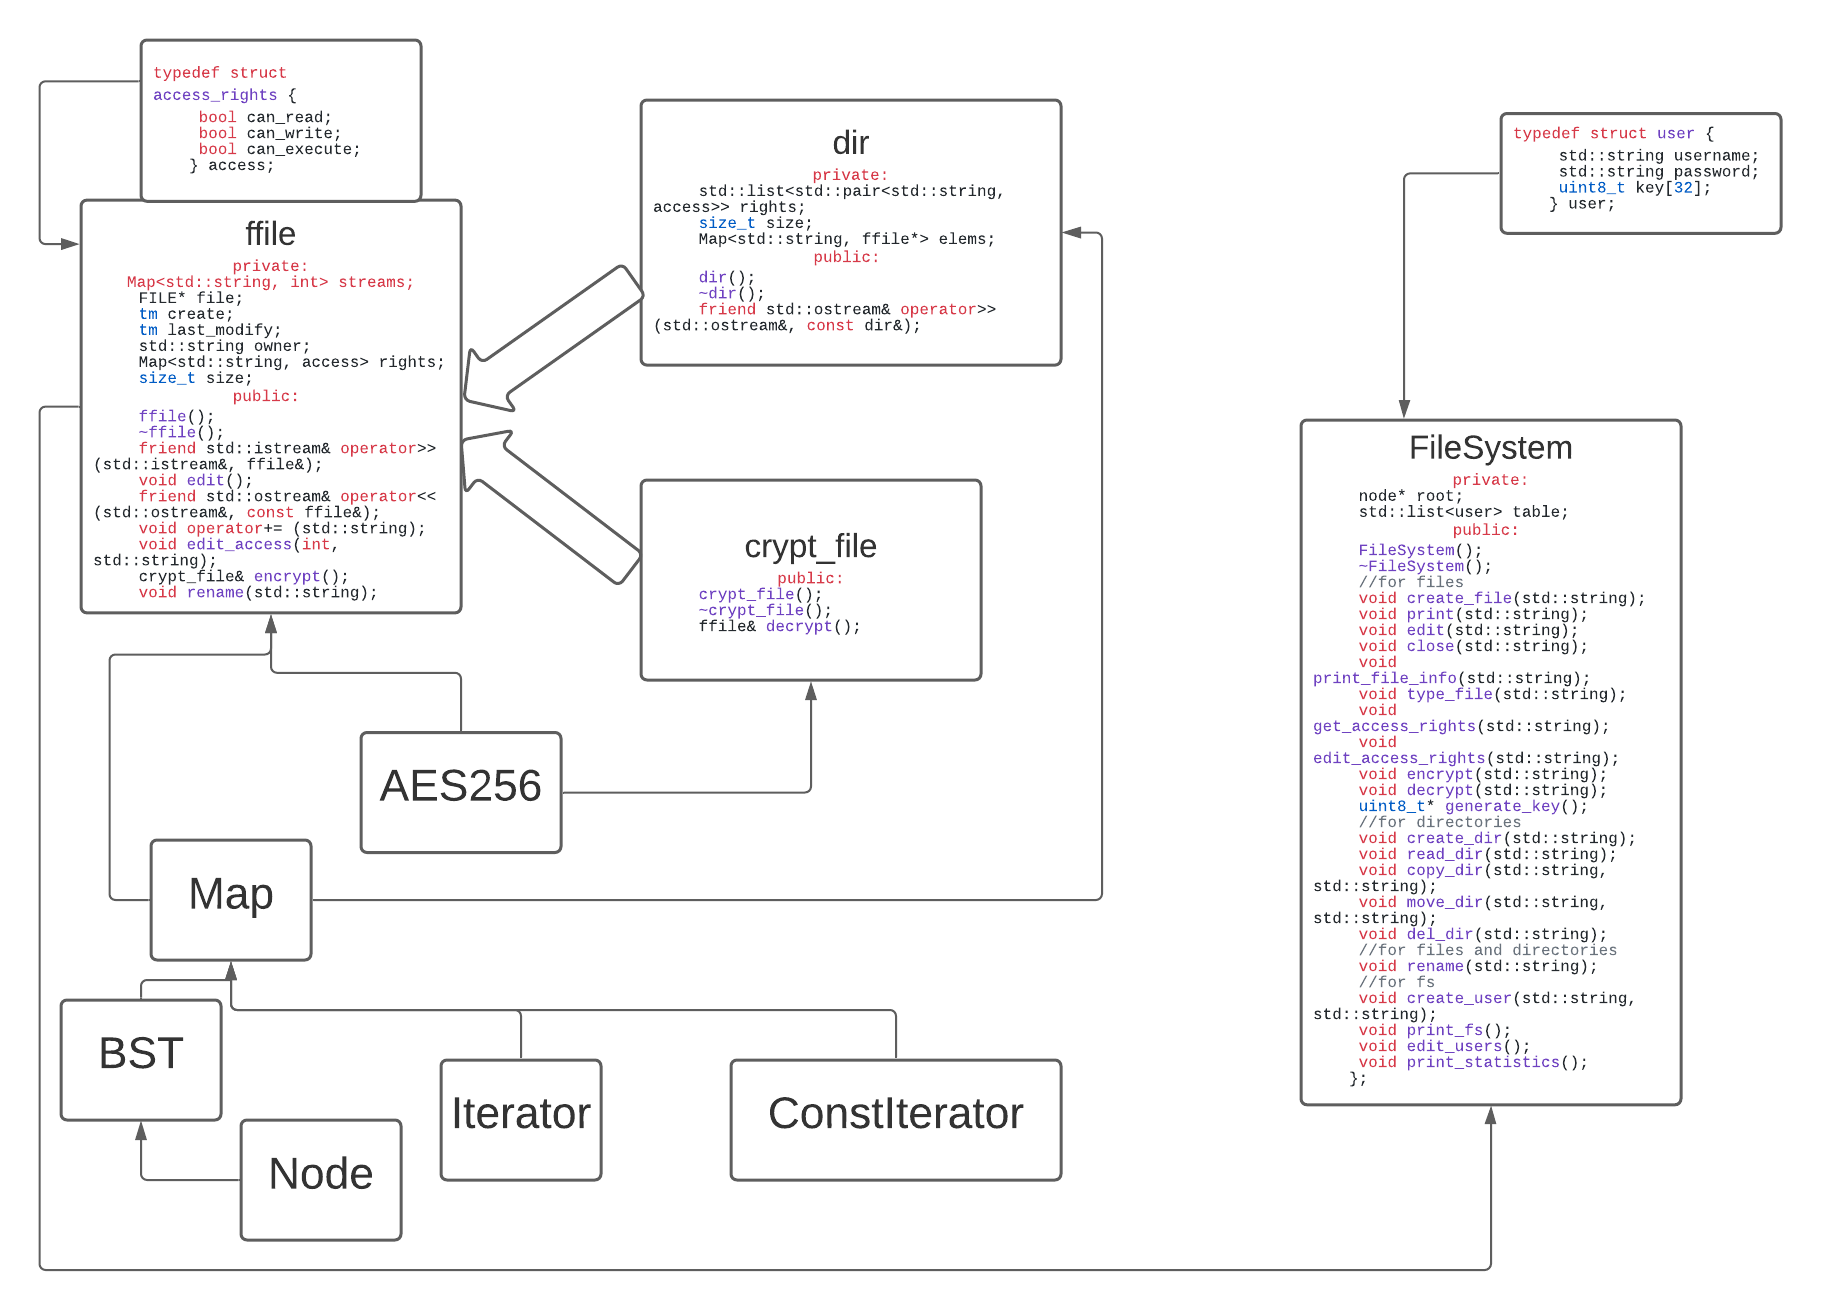 typedef struct
access_rights {
bool can_read;
bool can_write;
bool can_execute;
} access;
ffile
private:
Map<std::string, int> streams;
FILE* file;
tm create;
tm last_modify;
std::string owner;
Map<std::string, access> rights;
size_t size;
public:
ffile();
~ffile();
friend std::istream& operator>>
(std::istream&, ffile&);
void edit();
friend std::ostream& operator<<
(std::ostream&, const ffile&);
void operator+= (std::string);
void edit_access(int,
std::string);
crypt_file& encrypt();
void rename(std::string);
dir
private:
std::list<std::pair<std::string,
access>> rights;
size_t size;
Map<std::string, ffile*> elems;
public:
dir();
~dir();
friend std::ostream& operator>>
(std::ostream&, const dir&);
crypt_file
public:
crypt_file();
~crypt_file();
ffile& decrypt();
AES256
Map
BST
Node
Iterator
ConstIterator
typedef struct user {
std::string username;
std::string password;
uint8_t key[32];
} user;
FileSystem
private:
node* root;
std::list<user> table;
public:
FileSystem();
~FileSystem();
//for files
void create_file(std::string);
void print(std::string);
void edit(std::string);
void close(std::string);
void
print_file_info(std::string);
void type_file(std::string);
void
get_access_rights(std::string);
void
edit_access_rights(std::string);
void encrypt(std::string);
void decrypt(std::string);
uint8_t* generate_key();
//for directories
void create_dir(std::string);
void read_dir(std::string);
void copy_dir(std::string,
std::string);
void move_dir(std::string,
std::string);
void del_dir(std::string);
//for files and directories
void rename(std::string);
//for fs
void create_user(std::string,
std::string);
void print_fs();
void edit_users();
void print_statistics();
};